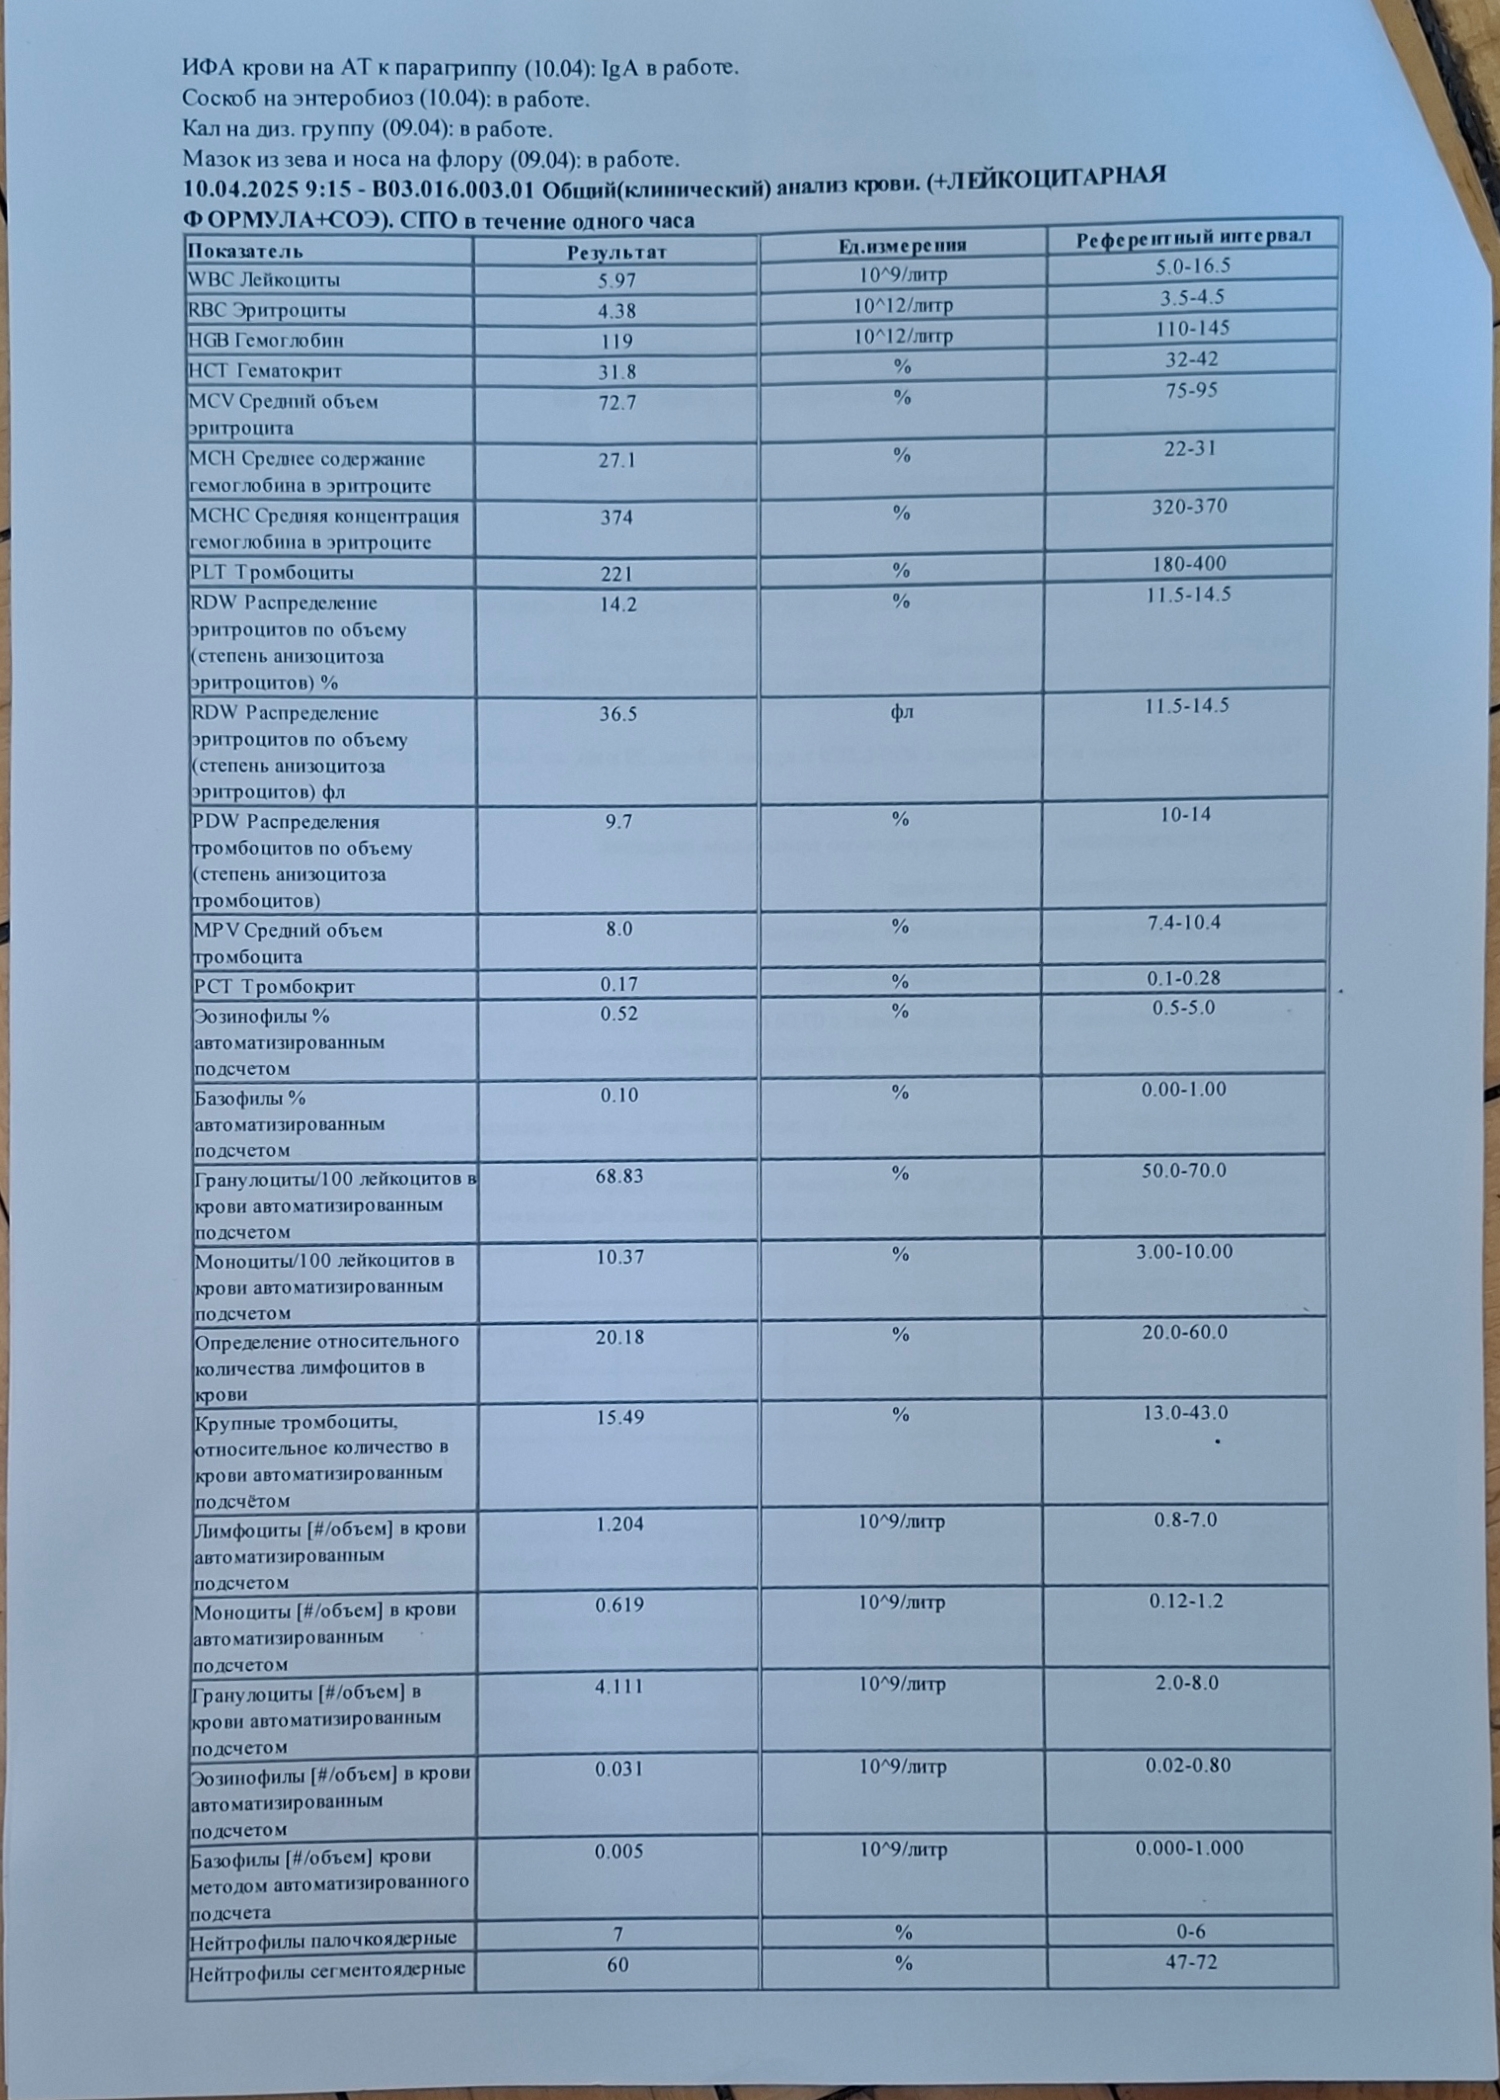 ИФА крови на АТ к парагриппу (10.04): IgA в работе.
Соскоб на энтеробиоз (10.04): в работе.
Кал на диз. группу (09.04): в работе.
Мазок из зева и носа на флору (09.04): в работе.
10.04.2025 9:15 - B03.016.003.01 Общий(клинический) анализ крови. (+ЛЕЙКОЦИТАРНАЯ
ФОРМУЛА+СОЭ). CITO в течение одного часа
Показатель Результат Ед.измерения Референтный интервал
WBC Лейкоциты 5.97 10^9/литр 5.0-16.5
RBC Эритроциты 4.38 10^12/литр 3.5-4.5
HGB Гемоглобин 119 10^12/литр 110-145
HCT Гематокрит 31.8 % 32-42
MCV Средний объем 72.7 % 75-95
эритроцита
MCH Среднее содержание 27.1 % 22-31
гемоглобина в эритроците
MCHC Средняя концентрация 374 % 320-370
гемоглобина в эритроците
PLT Тромбоциты 221 % 180-400
RDW Распределение 14.2 % 11.5-14.5
эритроцитов по объему
(степень анизоцитоза
эритроцитов) %
RDW Распределение 36.5 фл 11.5-14.5
эритроцитов по объему
(степень анизоцитоза
эритроцитов) фл
PDW Распределения 9.7 % 10-14
тромбоцитов по объему
(степень анизоцитоза
тромбоцитов)
MPV Средний объем 8.0 % 7.4-10.4
тромбоцита
PCT Тромбокрит 0.17 % 0.1-0.28
Эозинофилы % 0.52 % 0.5-5.0
автоматизированным
подсчетом
Базофилы % 0.10 % 0.00-1.00
автоматизированным
подсчетом
Гранулоциты/100 лейкоцитов в 68.83 % 50.0-70.0
крови автоматизированным
подсчетом
Моноциты/100 лейкоцитов в 10.37 % 3.00-10.00
крови автоматизированным
подсчетом
Определение относительного 20.18 % 20.0-60.0
количества лимфоцитов в
крови
Крупные тромбоциты, 15.49 % 13.0-43.0
относительное количество в
крови автоматизированным
подсчётом
Лимфоциты [#/объем] в крови 1.204 10^9/литр 0.8-7.0
автоматизированным
подсчетом
Моноциты [#/объем] в крови 0.619 10^9/литр 0.12-1.2
автоматизированным
подсчетом
Гранулоциты [#/объем] в 4.111 10^9/литр 2.0-8.0
крови автоматизированным
подсчетом
Эозинофилы [#/объем] в крови 0.031 10^9/литр 0.02-0.80
автоматизированным
подсчетом
Базофилы [#/объем] крови 0.005 10^9/литр 0.000-1.000
методом автоматизированного
подсчета
Нейтрофилы палочкоядерные 7 % 0-6
Нейтрофилы сегментоядерные 60 % 47-72